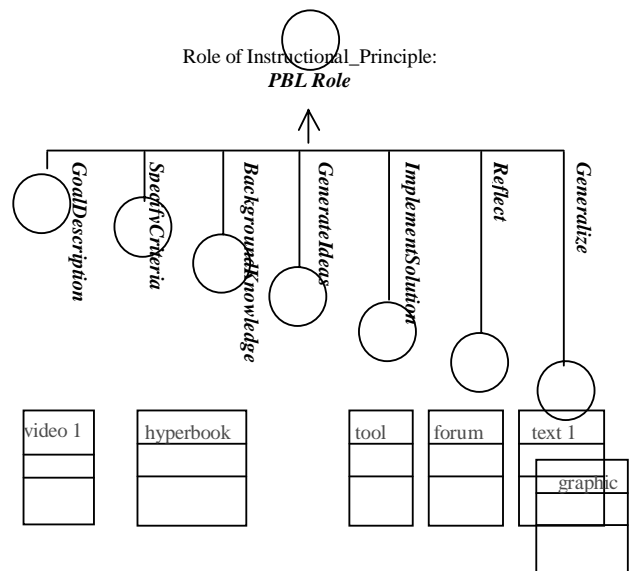 Role of Instructional_Principle:
PBL Role
GoalDescription
SpecifyCriteria
BackgroundKnowledge
GenerateIdeas
ImplementSolution
Reflect
Generalize
video 1
hyperbook
tool
forum
text 1
graphic